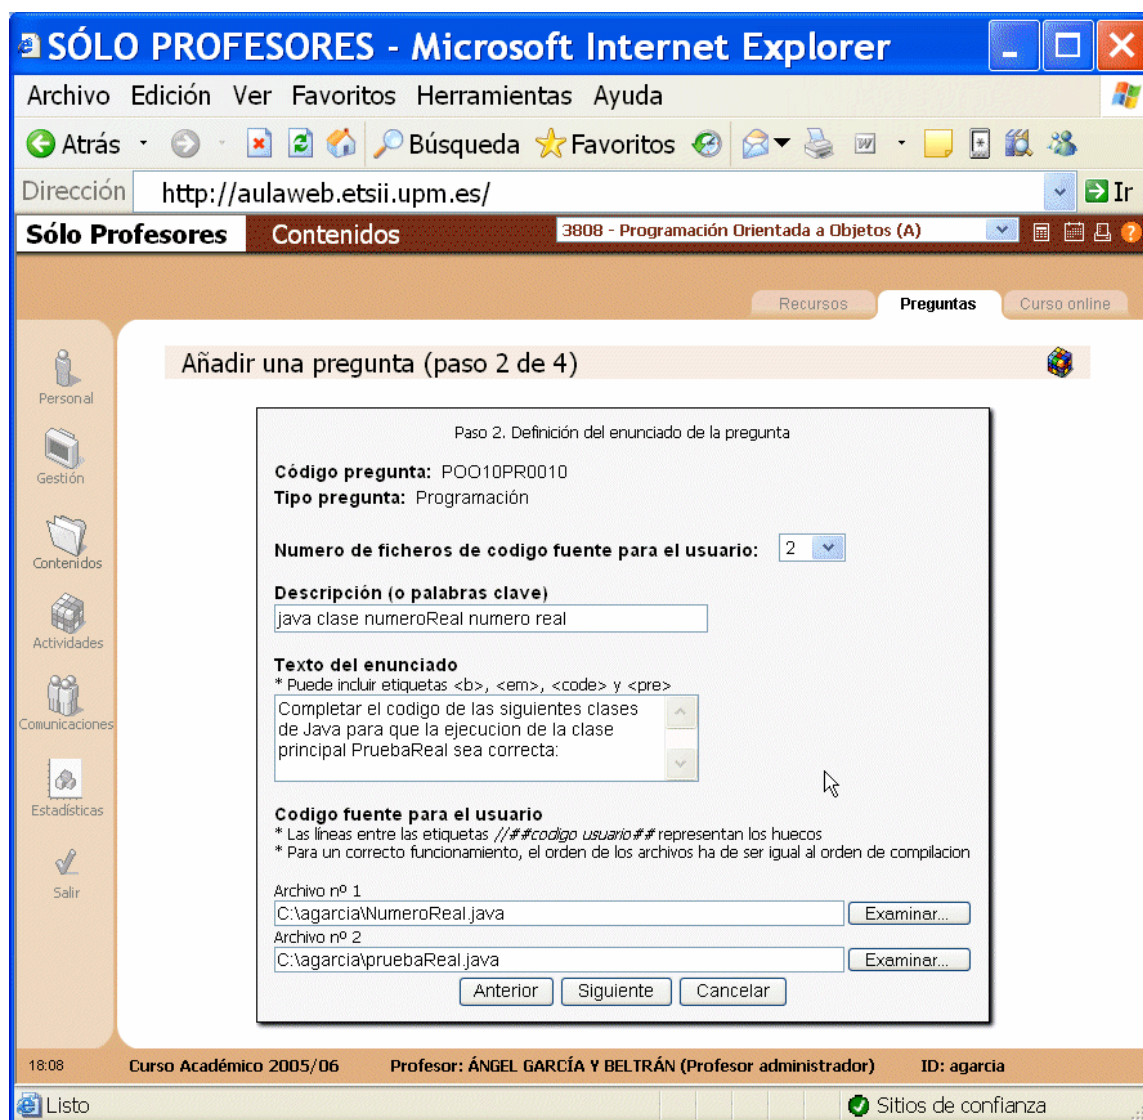 SÓLO PROFESORES - Microsoft Internet Explorer
Archivo Edición Ver Favoritos Herramientas Ayuda
Atrás Búsqueda Favoritos
Dirección http://aulaweb.etsii.upm.es/ Ir
Sólo Profesores Contenidos 3808 - Programación Orientada a Objetos (A)
Recursos Preguntas Curso online
Añadir una pregunta (paso 2 de 4)
Personal
Gestión
Contenidos
Actividades
Comunicaciones
Estadísticas
Salir
Paso 2. Definición del enunciado de la pregunta
Código pregunta: POO10PR0010
Tipo pregunta: Programación
Numero de ficheros de codigo fuente para el usuario: 2
Descripción (o palabras clave)
java clase numeroReal numero real
Texto del enunciado
* Puede incluir etiquetas <b>, <em>, <code> y <pre>
Completar el codigo de las siguientes clases
de Java para que la ejecucion de la clase
principal PruebaReal sea correcta:
Codigo fuente para el usuario
* Las líneas entre las etiquetas //##codigo usuario## representan los huecos
* Para un correcto funcionamiento, el orden de los archivos ha de ser igual al orden de compilacion
Archivo nº 1
C:\agarcia\NumeroReal.java Examinar...
Archivo nº 2
C:\agarcia\pruebaReal.java Examinar...
Anterior Siguiente Cancelar
18:08 Curso Académico 2005/06 Profesor: ÁNGEL GARCÍA Y BELTRÁN (Profesor administrador) ID: agarcia
Listo Sitios de confianza